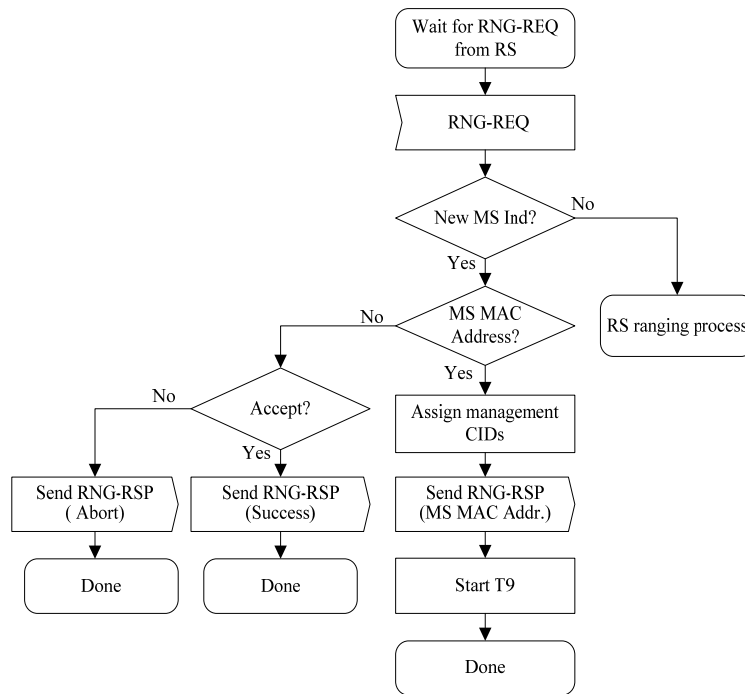 Wait for RNG-REQ
from RS
RNG-REQ
New MS Ind?
No
Yes
MS MAC
Address?
No
Yes
RS ranging process
Accept?
No
Yes
Assign management
CIDs
Send RNG-RSP
( Abort)
Send RNG-RSP
(Success)
Send RNG-RSP
(MS MAC Addr.)
Done
Done
Start T9
Done